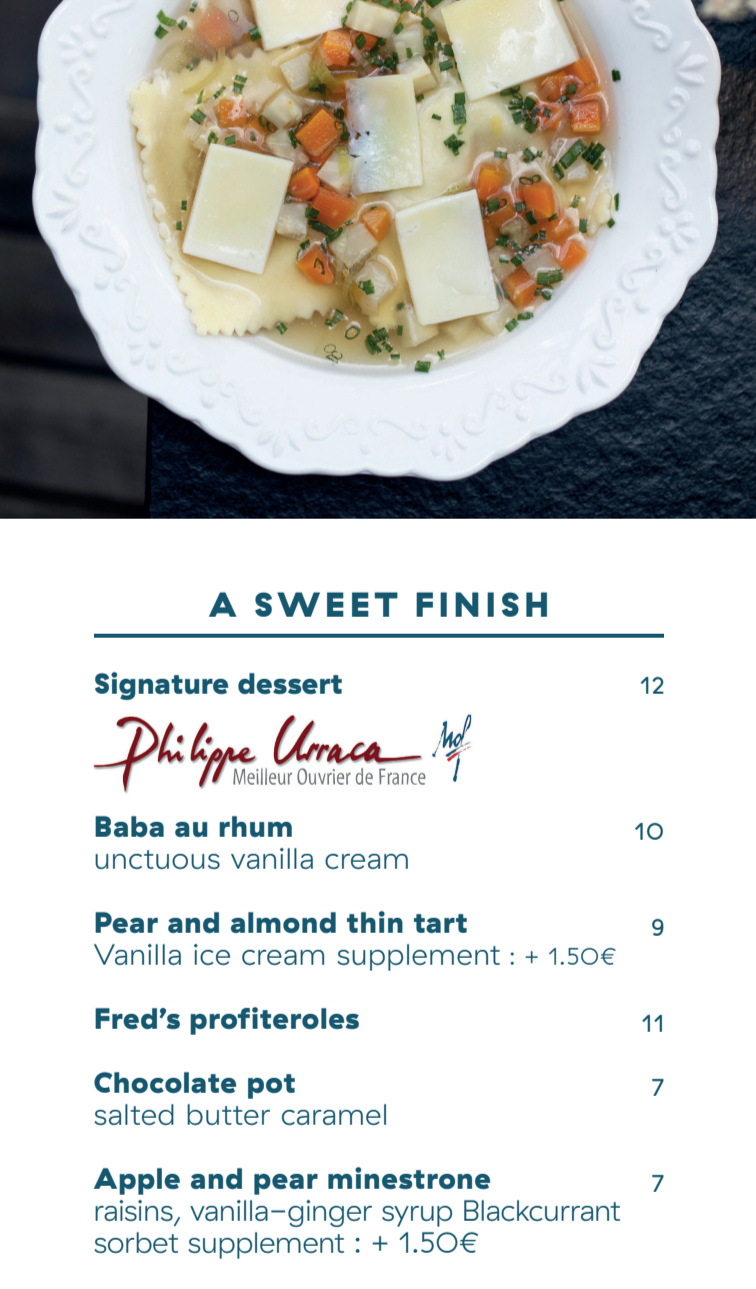 A SWEET FINISH
Signature dessert 12
Philippe Urraca mof
Meilleur Ouvrier de France
Baba au rhum 10
unctuous vanilla cream
Pear and almond thin tart 9
Vanilla ice cream supplement : + 1.50€
Fred’s profiteroles 11
Chocolate pot 7
salted butter caramel
Apple and pear minestrone 7
raisins, vanilla–ginger syrup Blackcurrant
sorbet supplement : + 1.50€